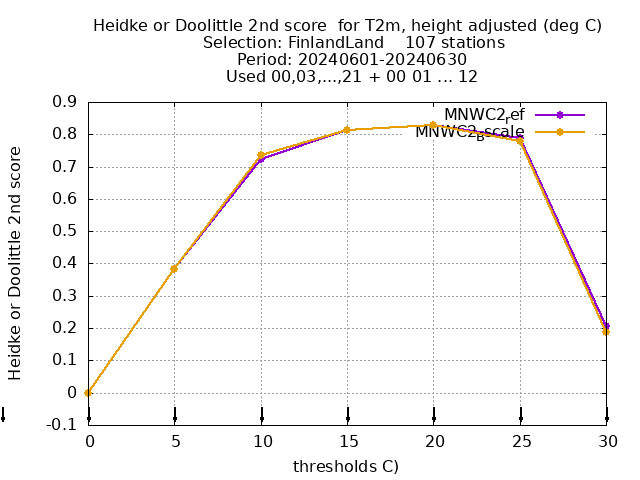 Heidke or Doolittle 2nd score  for T2m, height adjusted (deg C)
Selection: FinlandLand    107 stations
Period: 20240601-20240630
Used 00,03,...,21 + 00 01 ... 12
MNWC2ref
MNWC2Bscale
Heidke or Doolittle 2nd score
0.9
0.8
0.7
0.6
0.5
0.4
0.3
0.2
0.1
0
-0.1
0 5 10 15 20 25 30
thresholds C)